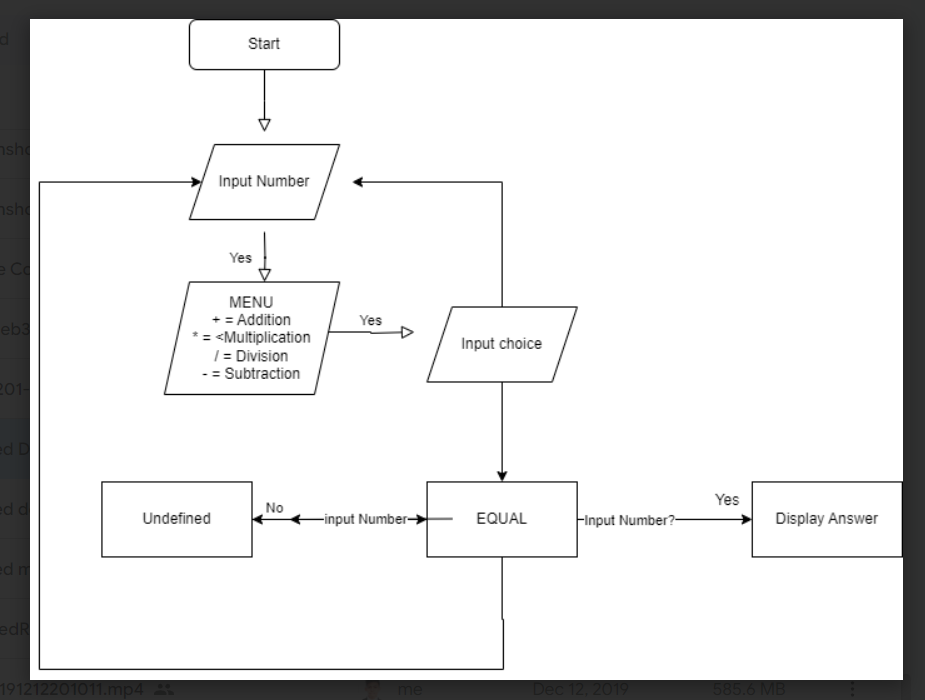 Start
Input Number
Yes
MENU
+ = Addition
* = <Multiplication
/ = Division
- = Subtraction
Yes
Input choice
Undefined
No
input Number
EQUAL
Input Number?
Yes
Display Answer
191212201011.mp4
me
Dec 12, 2019
585.6 MB